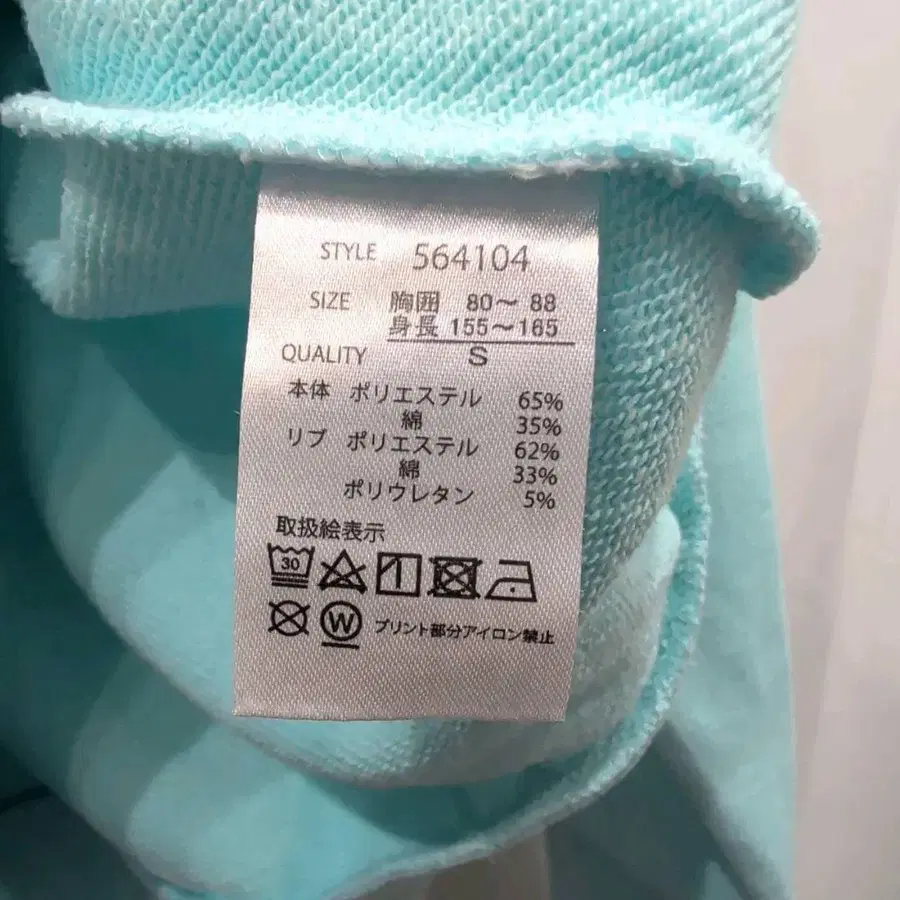 STYLE 564104
SIZE 胸囲 80～88
身長 155～165
S
QUALITY
本体 ポリエステル 65%
綿 35%
リブ ポリエステル 62%
綿 33%
ポリウレタン 5%
取扱絵表示
30
W プリント部分アイロン禁止